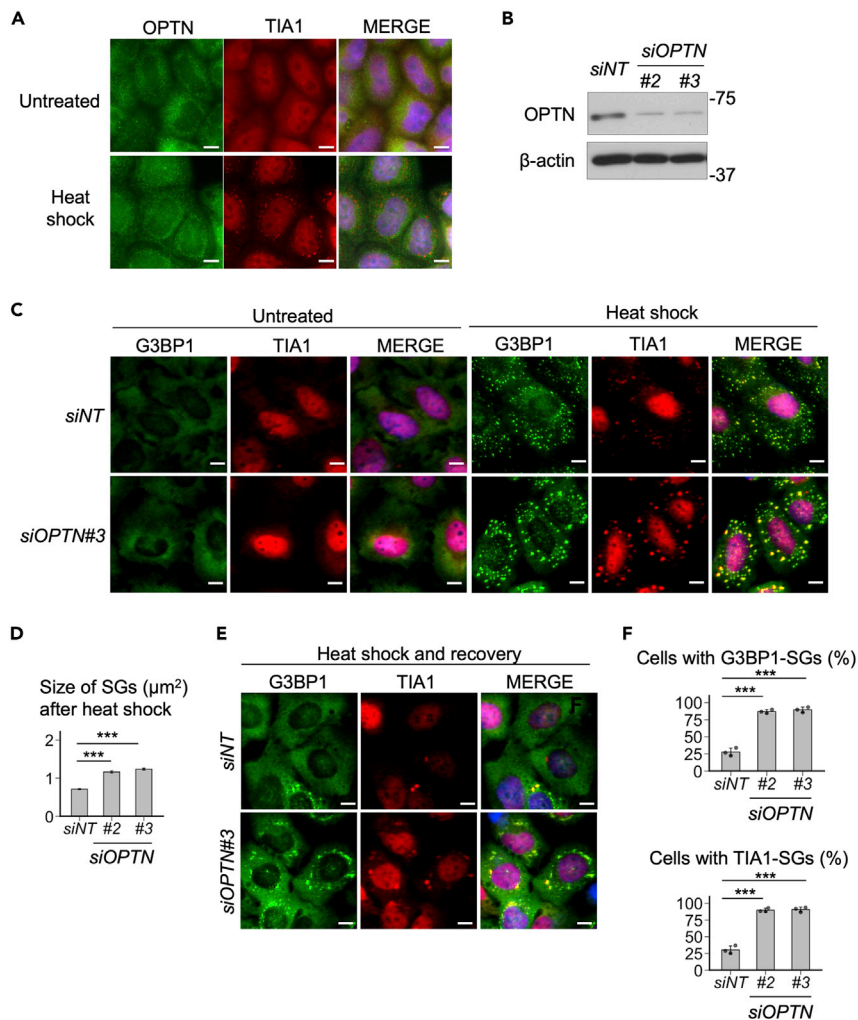 A
OPTN TIA1 MERGE
Untreated
Heat
shock
B
siNT siOPTN
#2 #3
OPTN
-75
β-actin
-37
C
Untreated Heat shock
G3BP1 TIA1 MERGE G3BP1 TIA1 MERGE
siNT
siOPTN#3
D
Size of SGs (μm²)
after heat shock
***
***
2
1
0
siNT #2 #3
siOPTN
E
Heat shock and recovery
G3BP1 TIA1 MERGE
F
siNT
siOPTN#3
F
Cells with G3BP1-SGs (%)
***
***
100
75
50
25
0
siNT #2 #3
siOPTN
Cells with TIA1-SGs (%)
***
***
100
75
50
25
0
siNT #2 #3
siOPTN